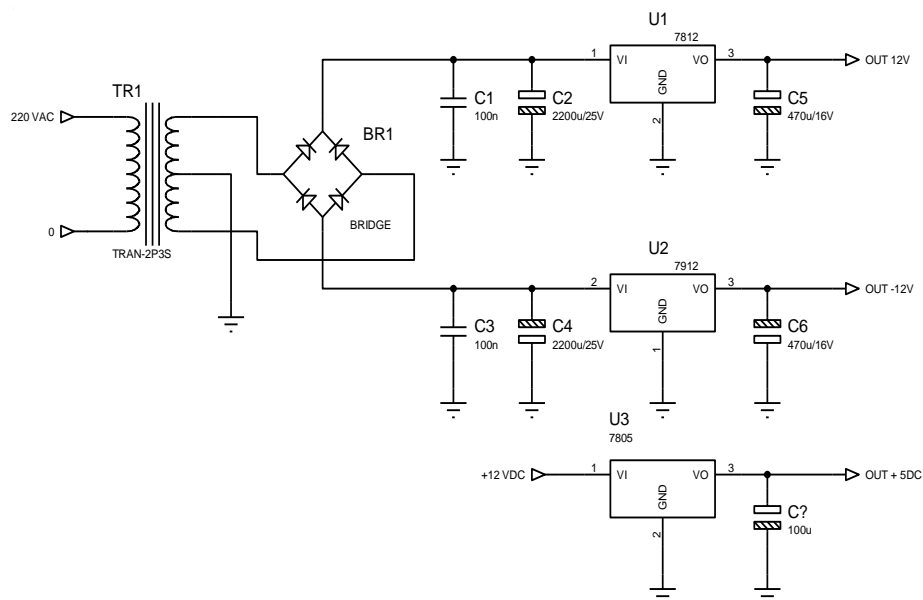 U1
7812
1
VI
VO
3
GND
2
OUT 12V
C1
100n
C2
2200u/25V
C5
470u/16V
TR1
220 VAC
0
TRAN-2P3S
BR1
BRIDGE
U2
7912
2
VI
VO
3
GND
1
OUT -12V
C3
100n
C4
2200u/25V
C6
470u/16V
U3
7805
+12 VDC
1
VI
VO
3
GND
2
OUT + 5DC
C?
100u